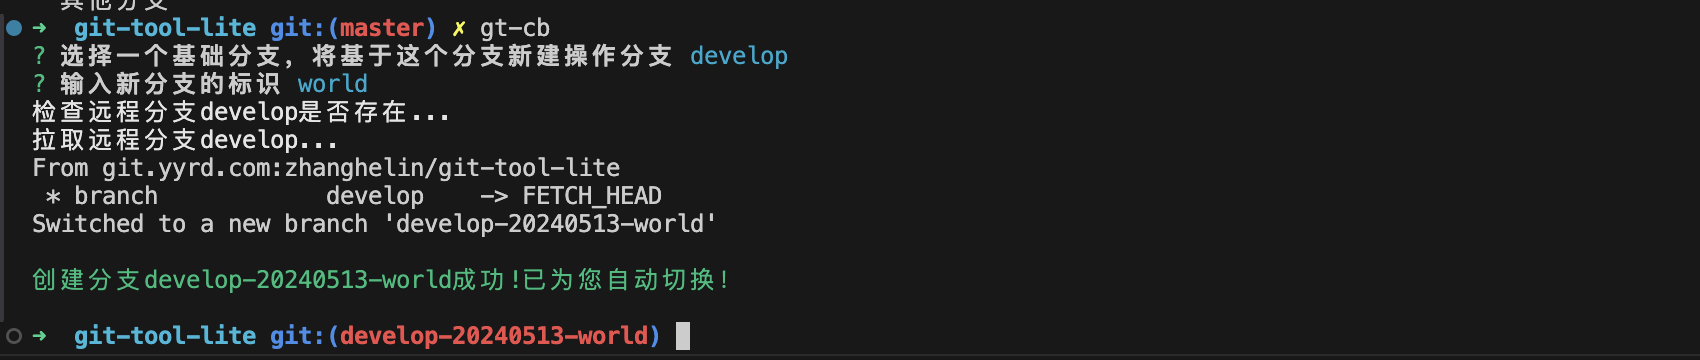 其他分支
➜ git-tool-lite git:(master) ✗ gt-cb
? 选择一个基础分支，将基于这个分支新建操作分支 develop
? 输入新分支的标识 world
检查远程分支develop是否存在...
拉取远程分支develop...
From git.yyrd.com:zhanghelin/git-tool-lite
 * branch            develop    -> FETCH_HEAD
Switched to a new branch 'develop-20240513-world'
创建分支develop-20240513-world成功!已为您自动切换!
➜ git-tool-lite git:(develop-20240513-world)